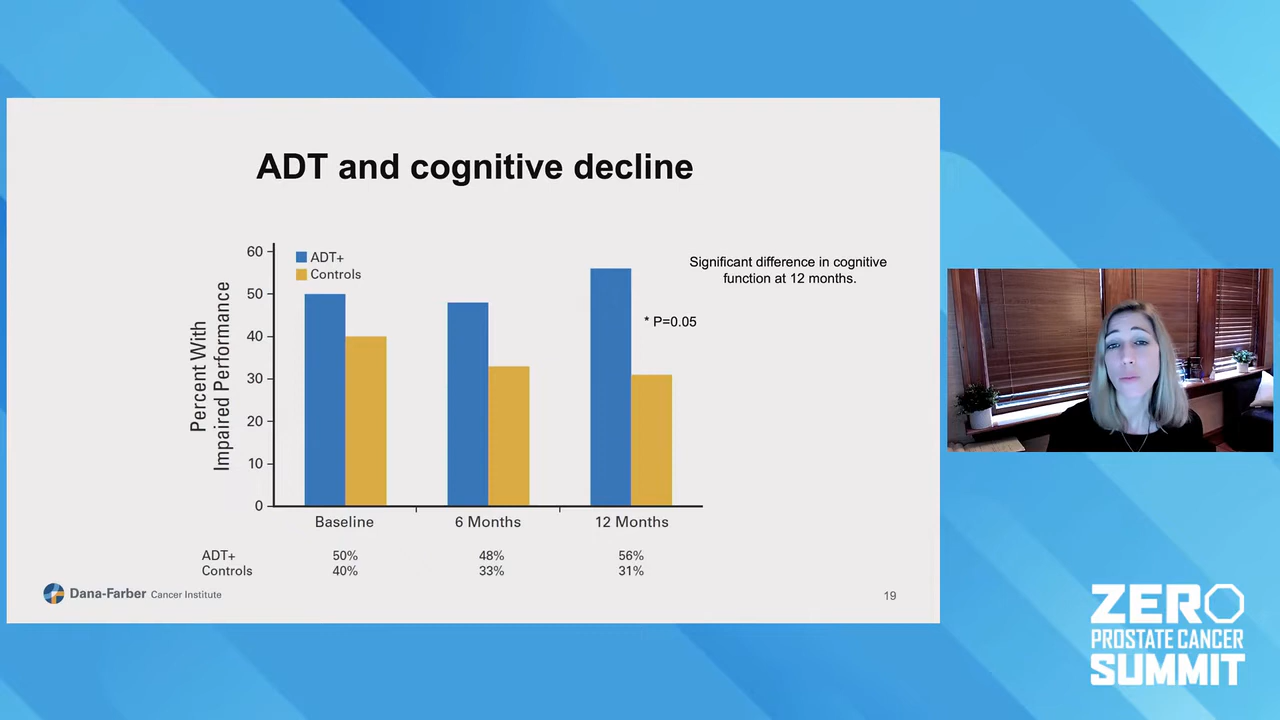 ADT and cognitive decline
60
50
40
30
20
10
0
Percent With
Impaired Performance
ADT+
Controls
Significant difference in cognitive
function at 12 months.
* P=0.05
Baseline 6 Months 12 Months
ADT+ 50% 48% 56%
Controls 40% 33% 31%
Dana-Farber Cancer Institute
19
ZERO
PROSTATE CANCER
SUMMIT